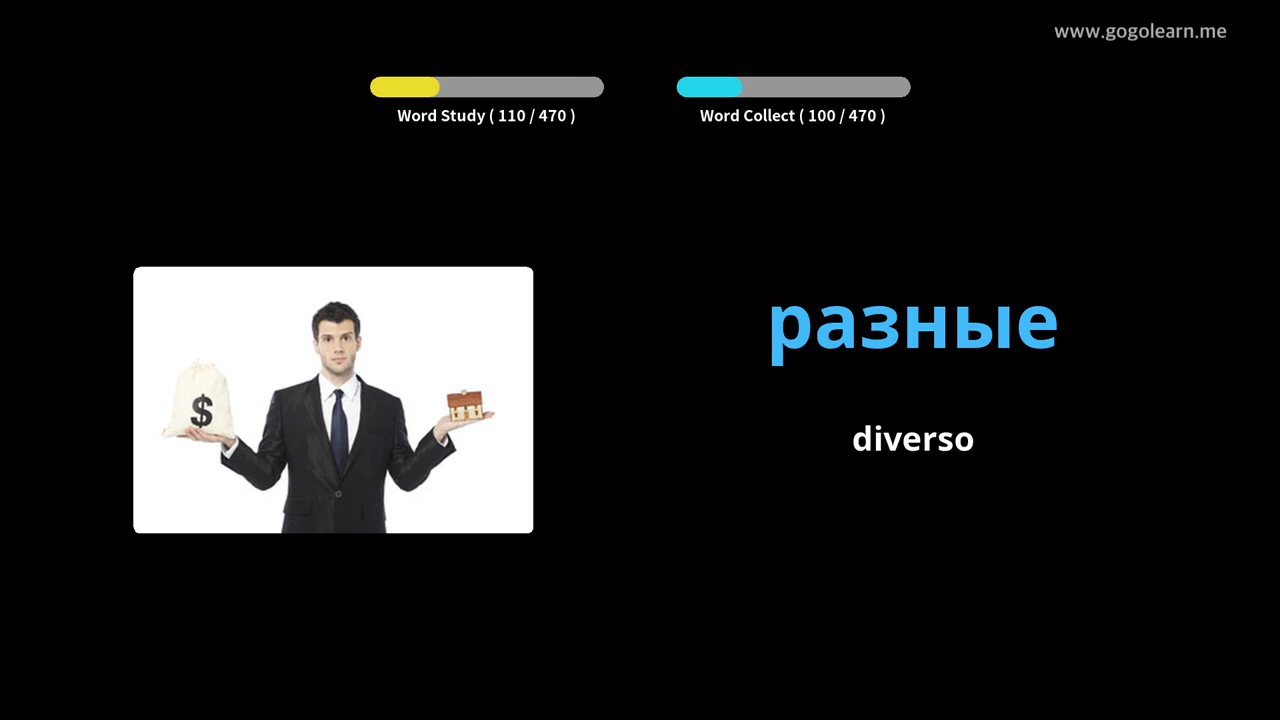 www.gogolearn.me
Word Study ( 110 / 470 )
Word Collect ( 100 / 470 )
$
разные
diverso